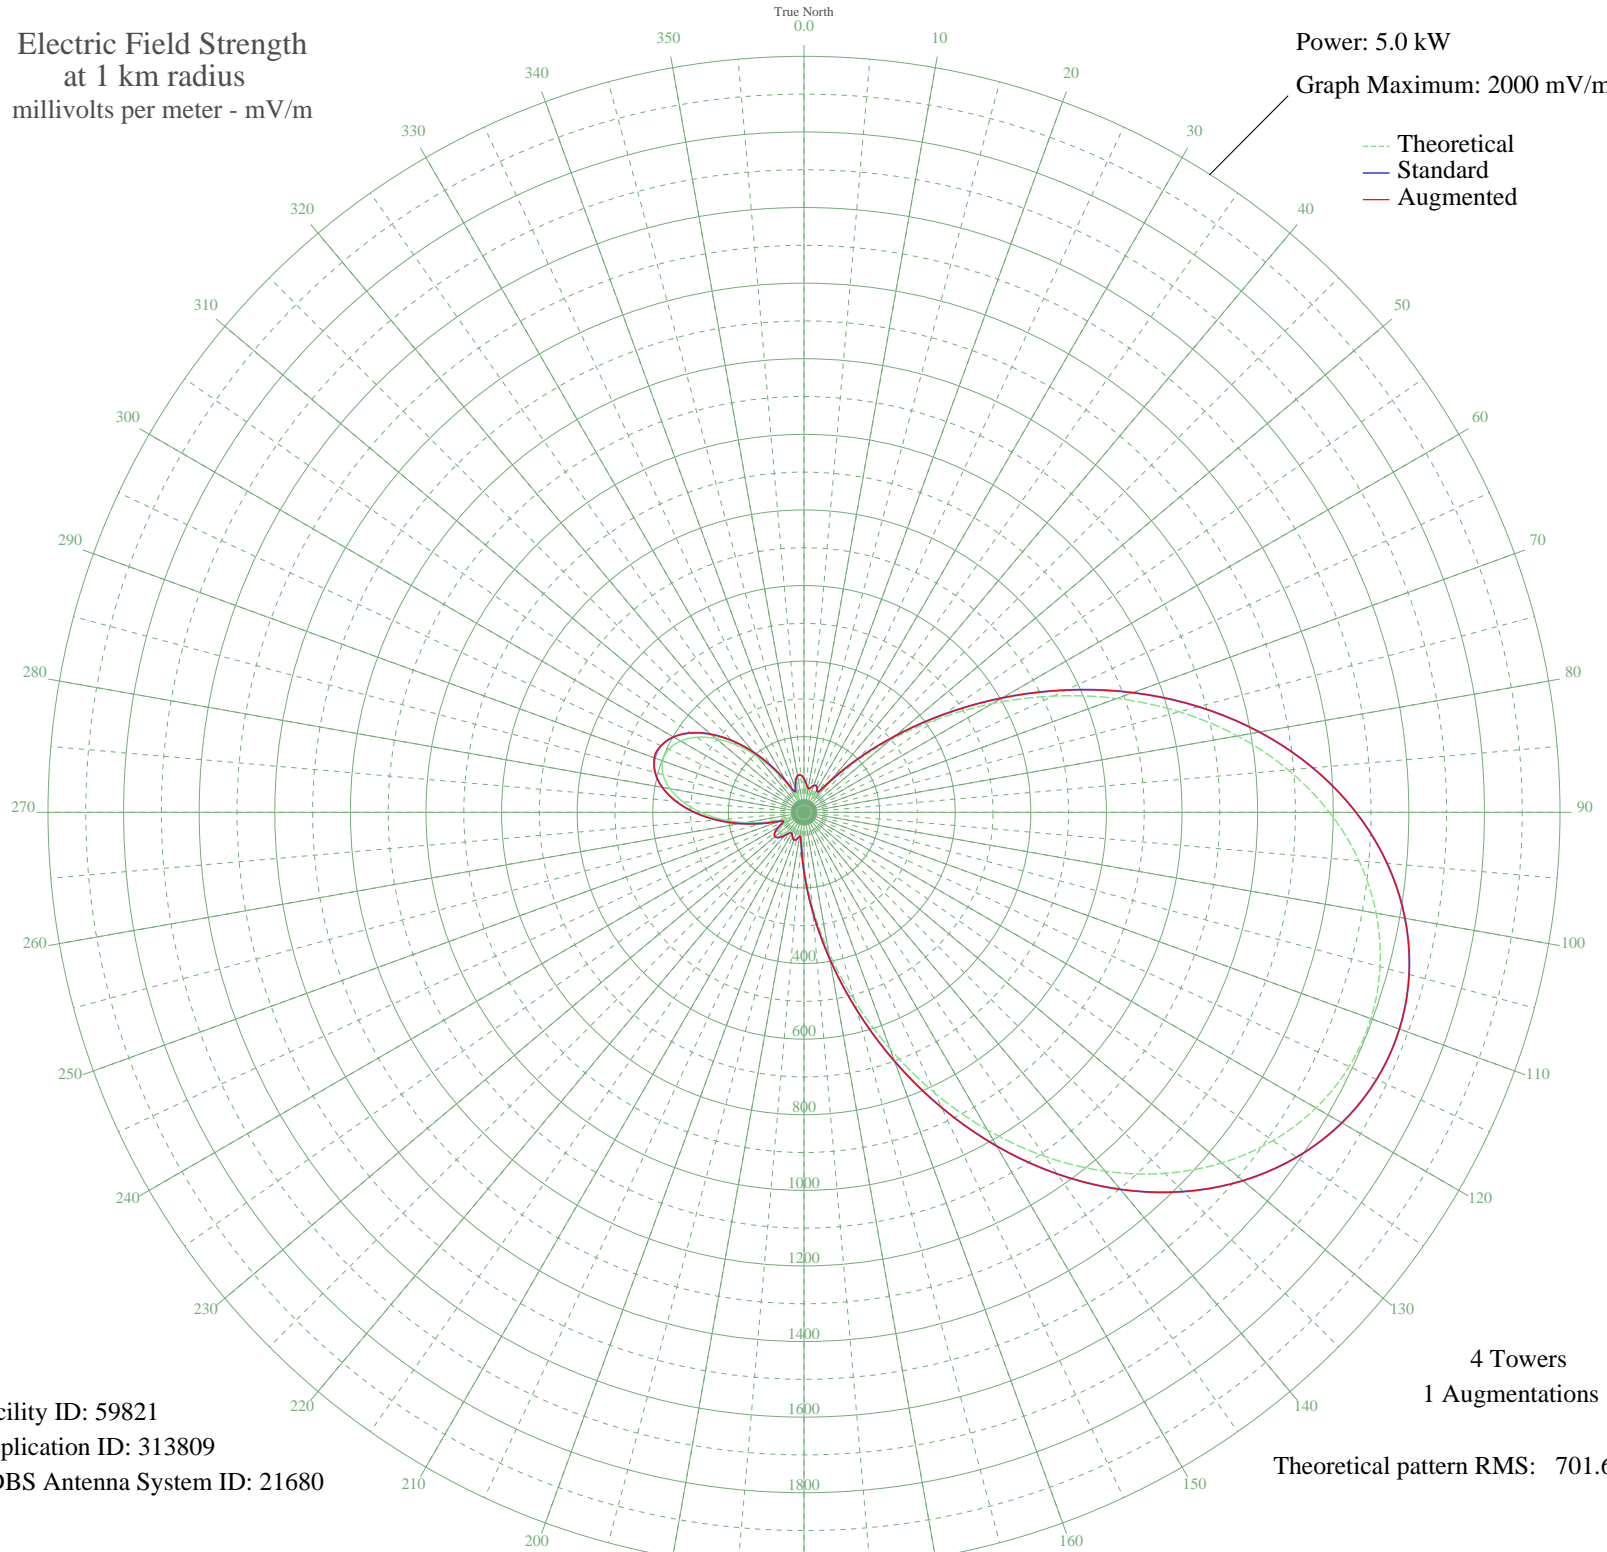 True North
Electric Field Strength
at 1 km radius
millivolts per meter - mV/m
Power: 5.0 kW
Graph Maximum: 2000 mV/m
Theoretical
Standard
Augmented
0.0
10
20
30
40
50
60
70
80
90
100
110
120
130
140
150
160
200
210
220
230
240
250
260
270
280
290
300
310
320
330
340
350
400
600
800
1000
1200
1400
1600
1800
4 Towers
1 Augmentations
Theoretical pattern RMS: 701.6
cility ID: 59821
plication ID: 313809
DBS Antenna System ID: 21680